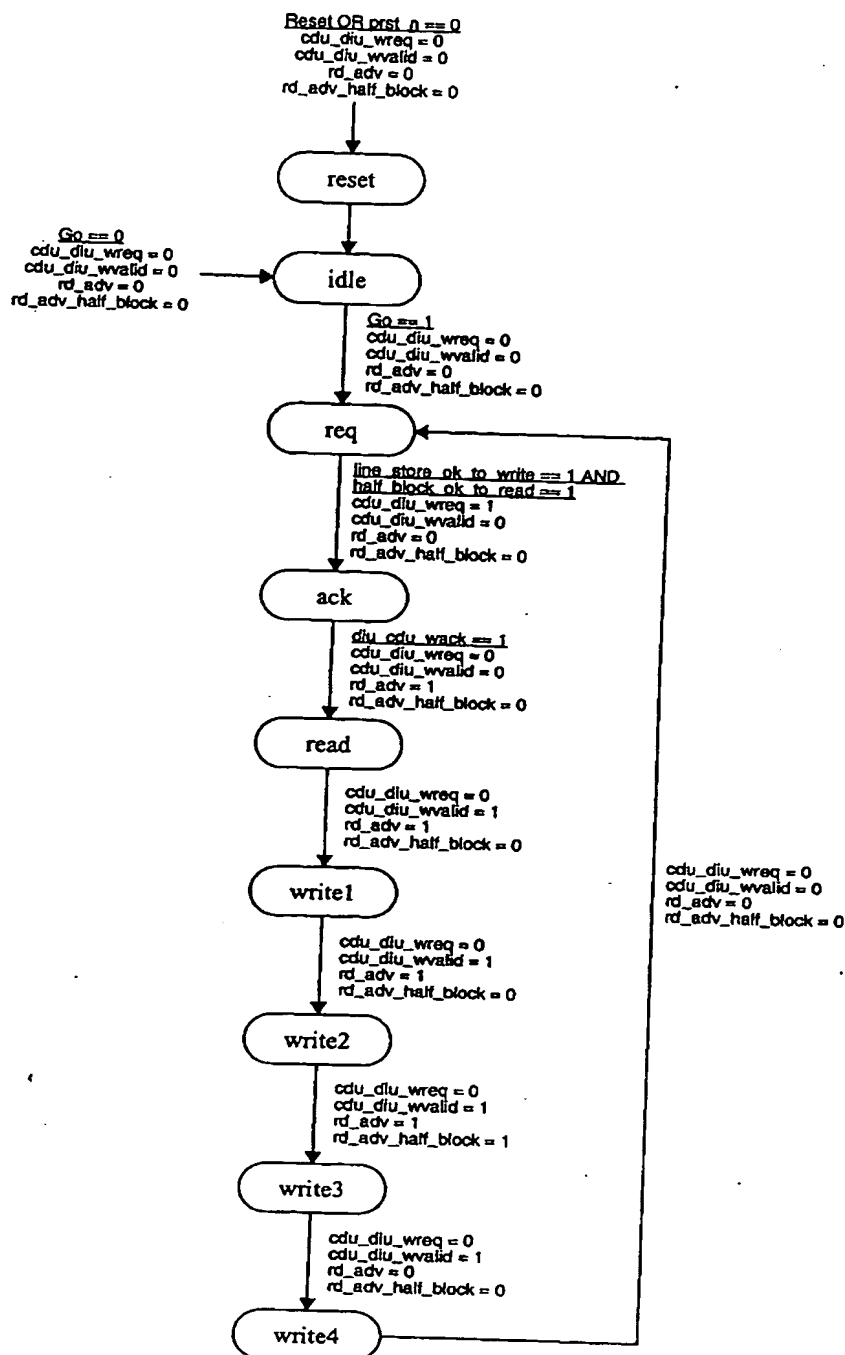 Reset OR prst_n == 0
cdu_diu_wreq = 0
cdu_diu_wvalid = 0
rd_adv = 0
rd_adv_half_block = 0
reset
Go == 0
cdu_diu_wreq = 0
cdu_diu_wvalid = 0
rd_adv = 0
rd_adv_half_block = 0
idle
Go == 1
cdu_diu_wreq = 0
cdu_diu_wvalid = 0
rd_adv = 0
rd_adv_half_block = 0
req
line_store_ok_to_write == 1 AND
half_block_ok_to_read == 1
cdu_diu_wreq = 1
cdu_diu_wvalid = 0
rd_adv = 0
rd_adv_half_block = 0
ack
diu_cdu_wack == 1
cdu_diu_wreq = 0
cdu_diu_wvalid = 0
rd_adv = 1
rd_adv_half_block = 0
read
cdu_diu_wreq = 0
cdu_diu_wvalid = 1
rd_adv = 1
rd_adv_half_block = 0
write1
cdu_diu_wreq = 0
cdu_diu_wvalid = 0
rd_adv = 0
rd_adv_half_block = 0
cdu_diu_wreq = 0
cdu_diu_wvalid = 1
rd_adv = 1
rd_adv_half_block = 0
write2
cdu_diu_wreq = 0
cdu_diu_wvalid = 1
rd_adv = 1
rd_adv_half_block = 1
write3
cdu_diu_wreq = 0
cdu_diu_wvalid = 1
rd_adv = 0
rd_adv_half_block = 0
write4